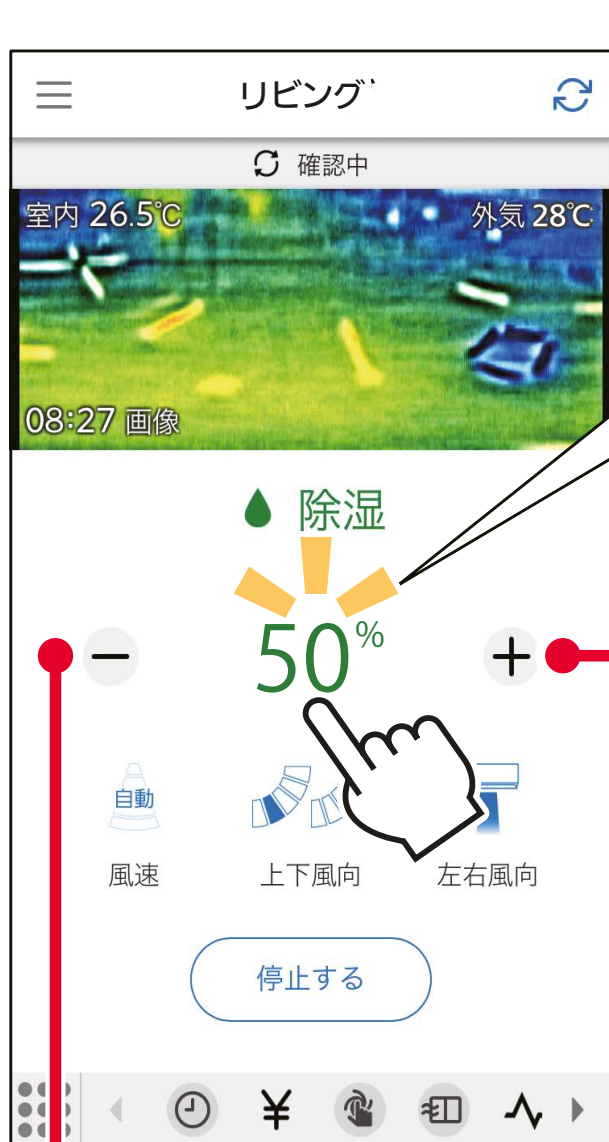 リビング
確認中
室内 26.5℃ 外気 28℃
08:27 画像
除湿
50%
自動
風速 上下風向 左右風向
停止する
¥